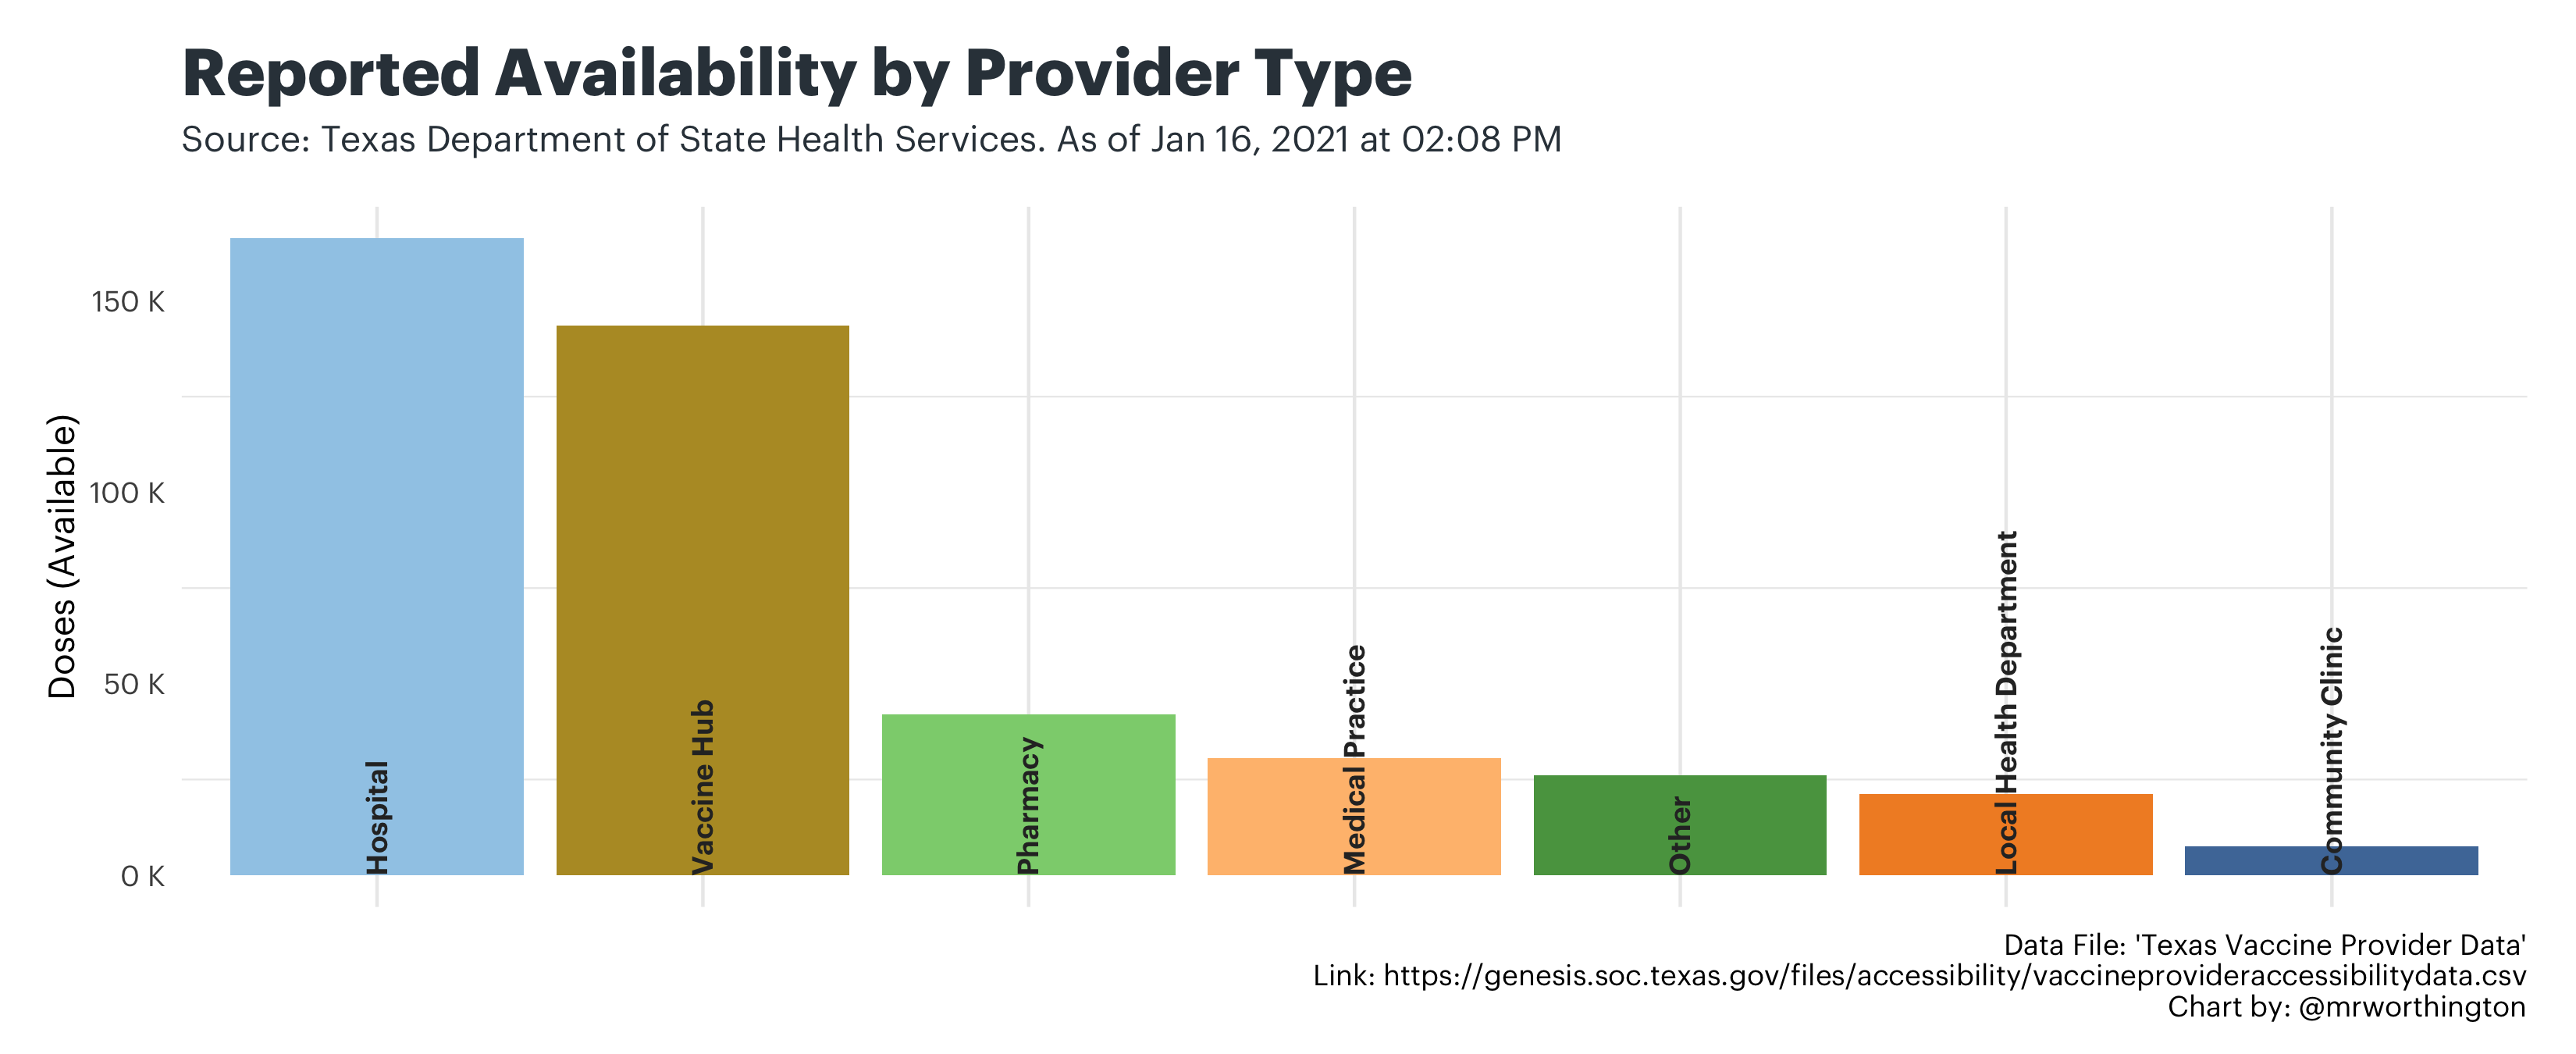 Reported Availability by Provider Type
Source: Texas Department of State Health Services. As of Jan 16, 2021 at 02:08 PM
Doses (Available)
150 K
100 K
50 K
0 K
Hospital
Vaccine Hub
Pharmacy
Medical Practice
Other
Local Health Department
Community Clinic
Data File: 'Texas Vaccine Provider Data'
Link: https://genesis.soc.texas.gov/files/accessibility/vaccineprovideraccessibilitydata.csv
Chart by: @mrworthington